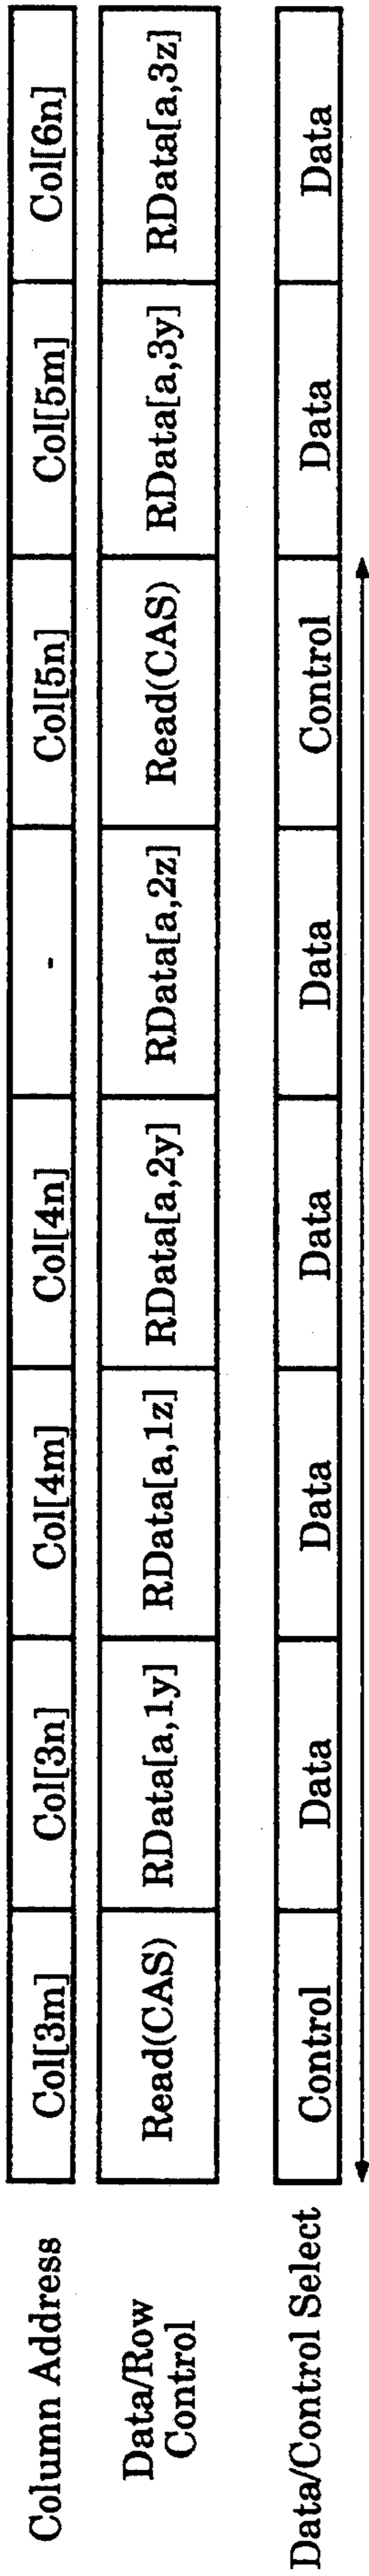 Column Address Col[3m] Col[3n] Col[4m] Col[4n] - Col[5n] Col[5m] Col[6n]
Data/Row
Control
Read(CAS) RData[a,1y] RData[a,1z] RData[a,2y] RData[a,2z] Read(CAS) RData[a,3y] RData[a,3z]
Data/Control Select Control Data Data Data Data Control Data Data